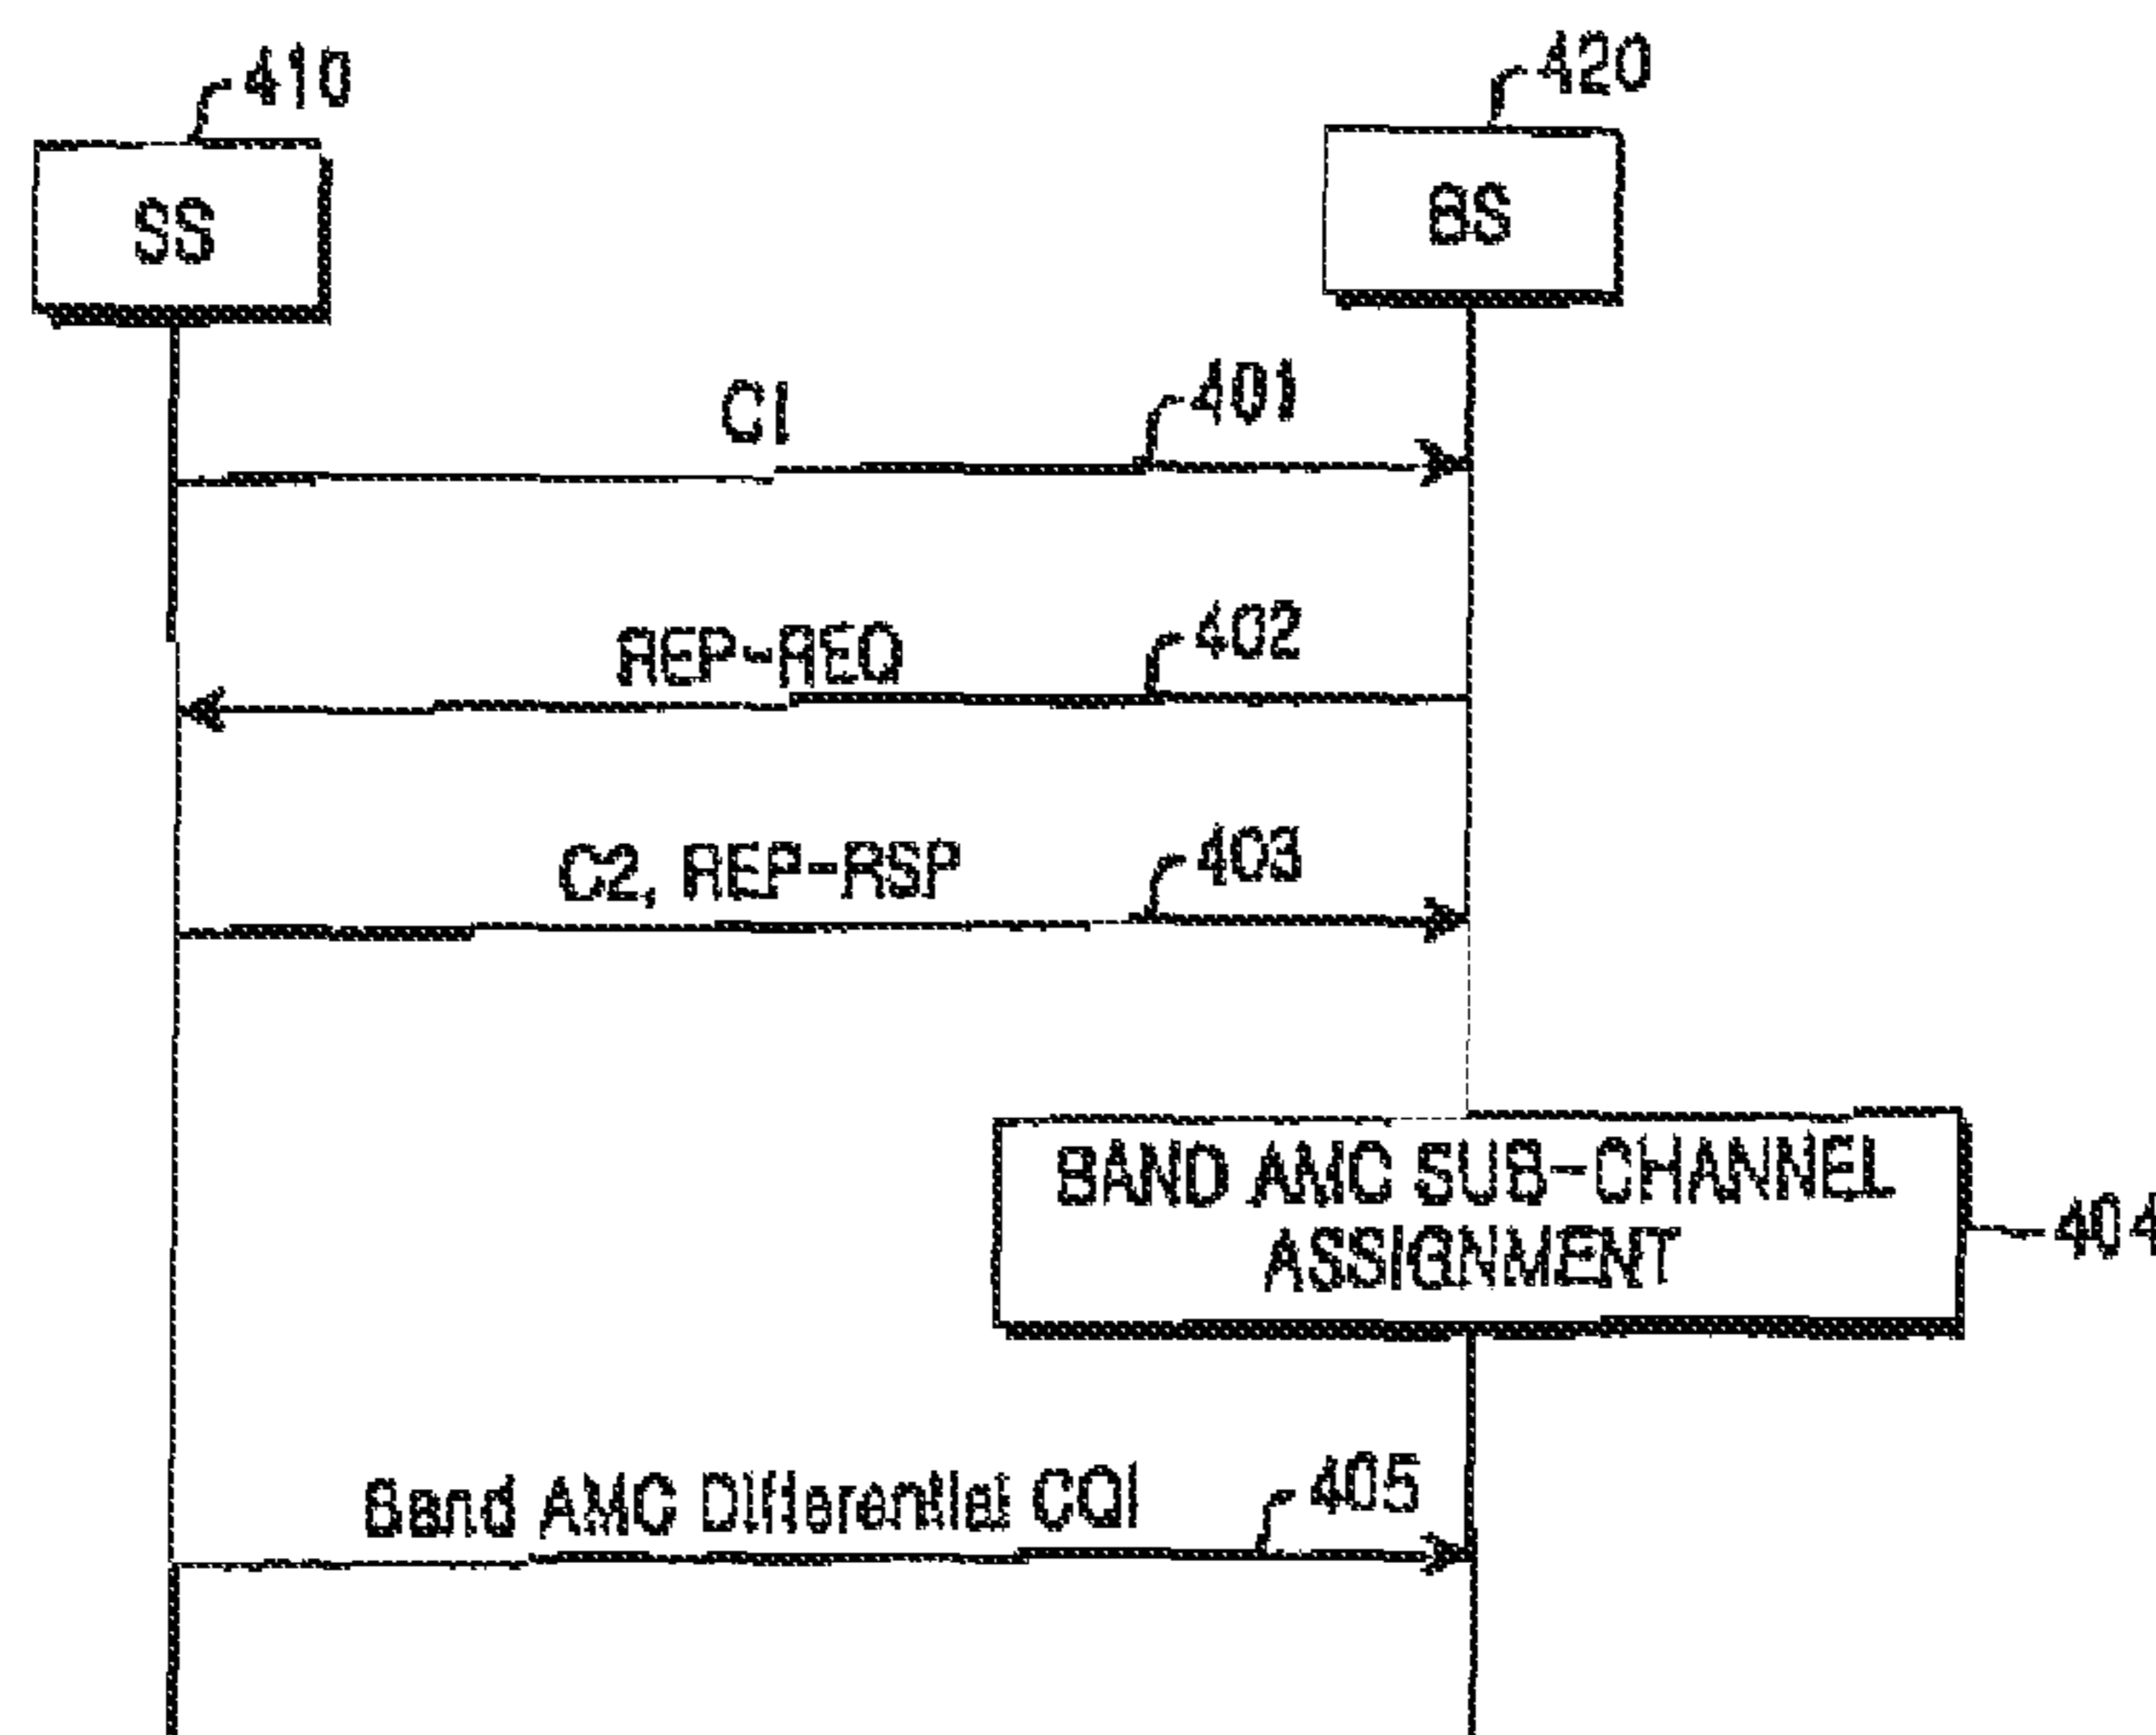 410
420
SS
BS
C1
401
REP-REQ
402
C2, REP-RSP
403
BAND AMC SUB-CHANNEL
ASSIGNMENT
404
Band AMC Differential CQI
405